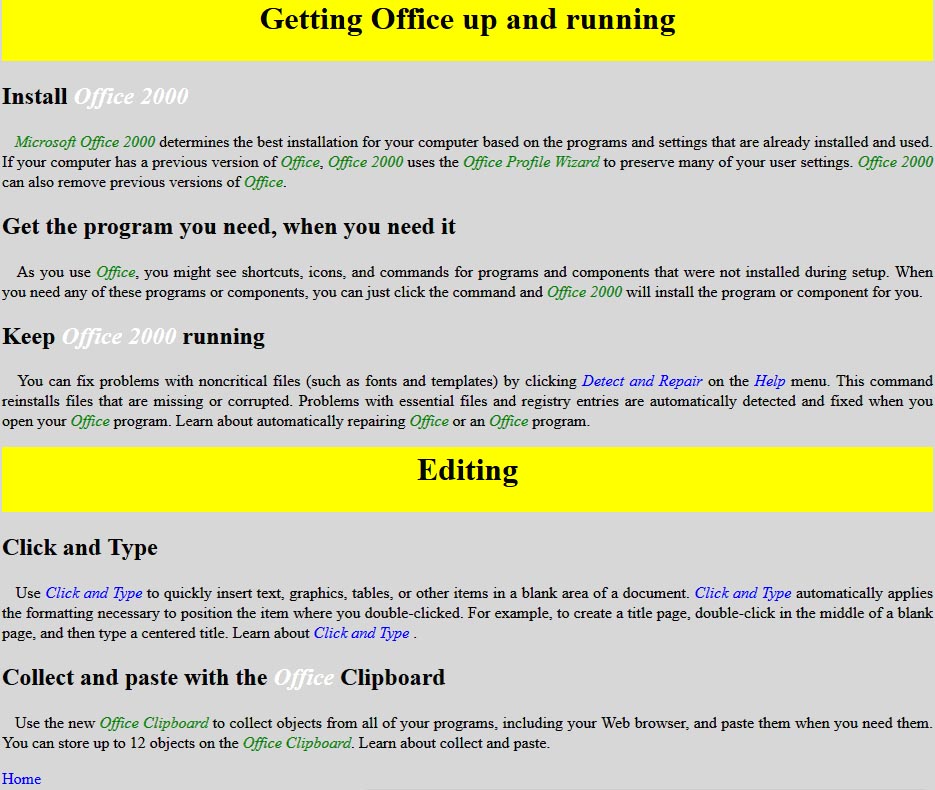 Getting Office up and running
Install Office 2000
Microsoft Office 2000 determines the best installation for your computer based on the programs and settings that are already installed and used.
If your computer has a previous version of Office, Office 2000 uses the Office Profile Wizard to preserve many of your user settings. Office 2000
can also remove previous versions of Office.
Get the program you need, when you need it
As you use Office, you might see shortcuts, icons, and commands for programs and components that were not installed during setup. When
you need any of these programs or components, you can just click the command and Office 2000 will install the program or component for you.
Keep Office 2000 running
You can fix problems with noncritical files (such as fonts and templates) by clicking Detect and Repair on the Help menu. This command
reinstalls files that are missing or corrupted. Problems with essential files and registry entries are automatically detected and fixed when you
open your Office program. Learn about automatically repairing Office or an Office program.
Editing
Click and Type
Use Click and Type to quickly insert text, graphics, tables, or other items in a blank area of a document. Click and Type automatically applies
the formatting necessary to position the item where you double-clicked. For example, to create a title page, double-click in the middle of a blank
page, and then type a centered title. Learn about Click and Type .
Collect and paste with the Office Clipboard
Use the new Office Clipboard to collect objects from all of your programs, including your Web browser, and paste them when you need them.
You can store up to 12 objects on the Office Clipboard. Learn about collect and paste.
Home